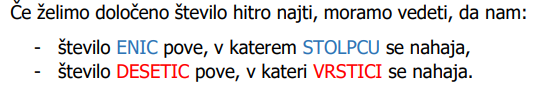 Če želimo določeno število hitro najti, moramo vedeti, da nam:
- število ENIC pove, v katerem STOLPCU se nahaja,
- število DESETIC pove, v kateri VRSTICI se nahaja.